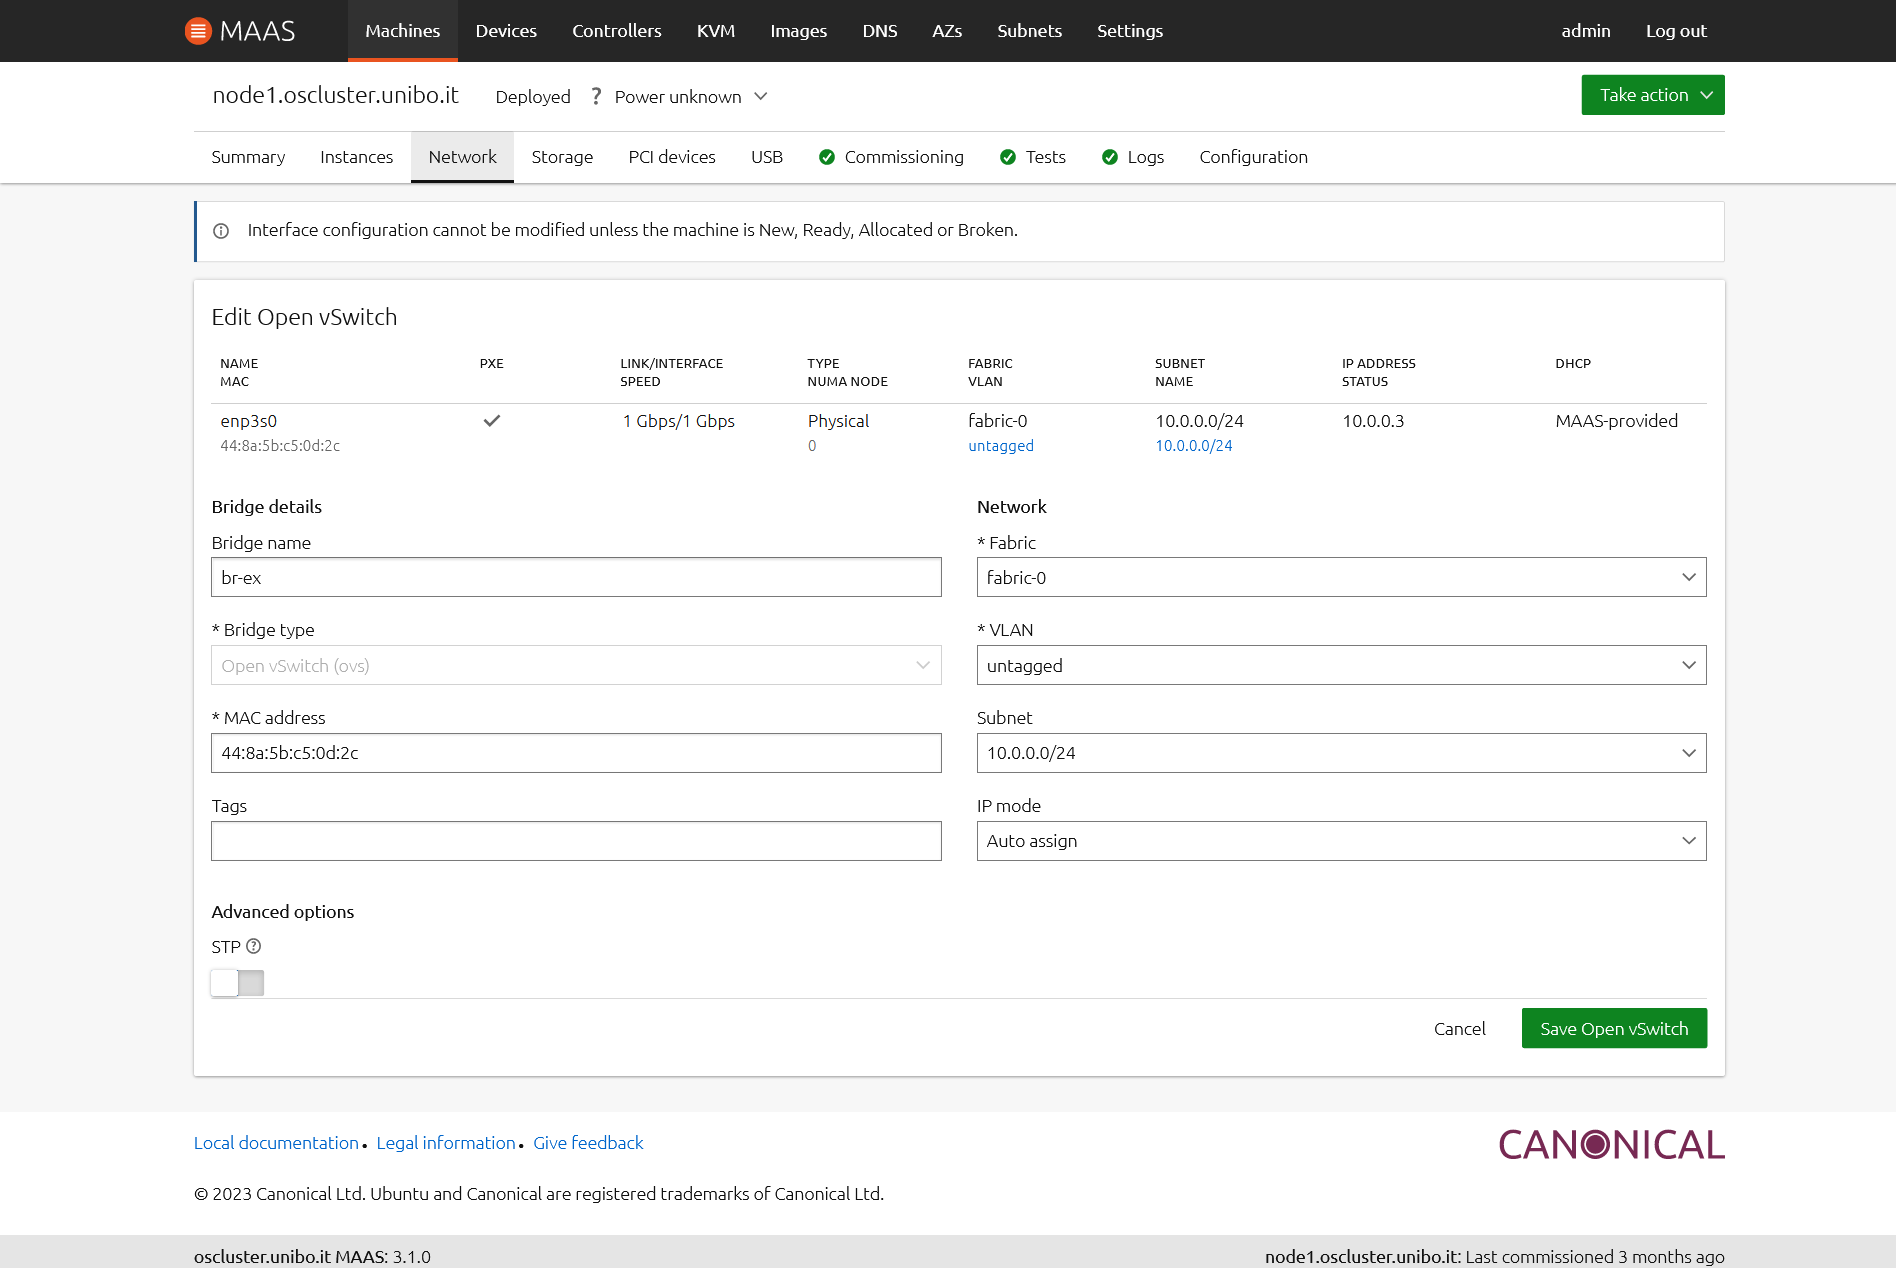 MAAS Machines Devices Controllers KVM Images DNS AZs Subnets Settings admin Log out
node1.oscluster.unibo.it Deployed ? Power unknown Take action
Summary Instances Network Storage PCI devices USB Commissioning Tests Logs Configuration
Interface configuration cannot be modified unless the machine is New, Ready, Allocated or Broken.
Edit Open vSwitch
NAME PXE LINK/INTERFACE TYPE FABRIC SUBNET IP ADDRESS DHCP
MAC SPEED NUMA NODE VLAN NAME STATUS
enp3s0 1 Gbps/1 Gbps Physical fabric-0 10.0.0.0/24 10.0.0.3 MAAS-provided
44:8a:5b:c5:0d:2c 0 untagged 10.0.0.0/24
Bridge details
Bridge name
br-ex
* Bridge type
Open vSwitch (ovs)
* MAC address
44:8a:5b:c5:0d:2c
Tags
Network
* Fabric
fabric-0
* VLAN
untagged
Subnet
10.0.0.0/24
IP mode
Auto assign
Advanced options
STP ?
Cancel Save Open vSwitch
Local documentation • Legal information • Give feedback
CANONICAL
© 2023 Canonical Ltd. Ubuntu and Canonical are registered trademarks of Canonical Ltd.
oscluster.unibo.it MAAS: 3.1.0 node1.oscluster.unibo.it: Last commissioned 3 months ago